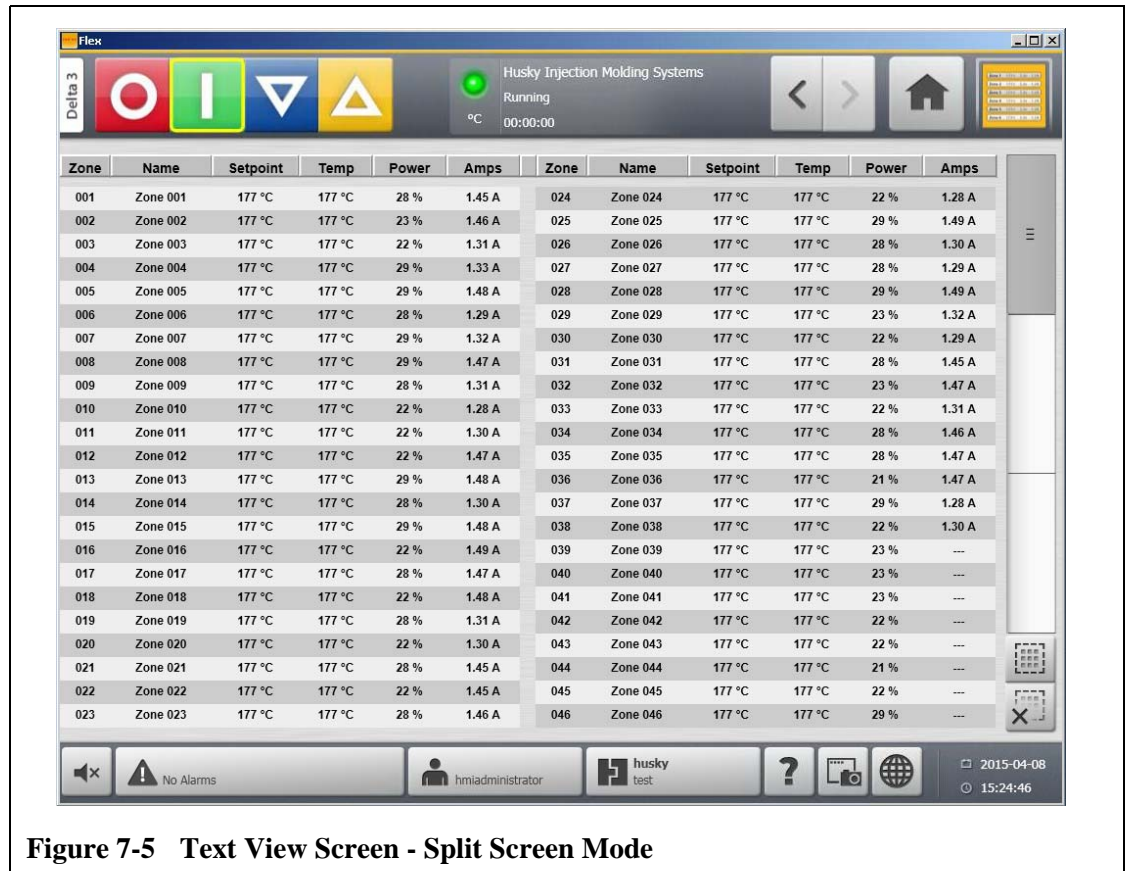 Flex
Delta 3
Husky Injection Molding Systems
Running
°C 00:00:00
Zone Name Setpoint Temp Power Amps Zone Name Setpoint Temp Power Amps
001 Zone 001 177 °C 177 °C 28 % 1.45 A 024 Zone 024 177 °C 177 °C 22 % 1.28 A
002 Zone 002 177 °C 177 °C 23 % 1.46 A 025 Zone 025 177 °C 177 °C 29 % 1.49 A
003 Zone 003 177 °C 177 °C 22 % 1.31 A 026 Zone 026 177 °C 177 °C 28 % 1.30 A
004 Zone 004 177 °C 177 °C 29 % 1.33 A 027 Zone 027 177 °C 177 °C 28 % 1.29 A
005 Zone 005 177 °C 177 °C 29 % 1.48 A 028 Zone 028 177 °C 177 °C 29 % 1.49 A
006 Zone 006 177 °C 177 °C 28 % 1.29 A 029 Zone 029 177 °C 177 °C 23 % 1.32 A
007 Zone 007 177 °C 177 °C 29 % 1.32 A 030 Zone 030 177 °C 177 °C 22 % 1.29 A
008 Zone 008 177 °C 177 °C 29 % 1.47 A 031 Zone 031 177 °C 177 °C 28 % 1.45 A
009 Zone 009 177 °C 177 °C 28 % 1.31 A 032 Zone 032 177 °C 177 °C 23 % 1.47 A
010 Zone 010 177 °C 177 °C 22 % 1.28 A 033 Zone 033 177 °C 177 °C 22 % 1.31 A
011 Zone 011 177 °C 177 °C 22 % 1.30 A 034 Zone 034 177 °C 177 °C 28 % 1.46 A
012 Zone 012 177 °C 177 °C 22 % 1.47 A 035 Zone 035 177 °C 177 °C 28 % 1.47 A
013 Zone 013 177 °C 177 °C 29 % 1.48 A 036 Zone 036 177 °C 177 °C 21 % 1.47 A
014 Zone 014 177 °C 177 °C 28 % 1.30 A 037 Zone 037 177 °C 177 °C 29 % 1.28 A
015 Zone 015 177 °C 177 °C 29 % 1.48 A 038 Zone 038 177 °C 177 °C 22 % 1.30 A
016 Zone 016 177 °C 177 °C 22 % 1.49 A 039 Zone 039 177 °C 177 °C 23 % ---
017 Zone 017 177 °C 177 °C 28 % 1.47 A 040 Zone 040 177 °C 177 °C 23 % ---
018 Zone 018 177 °C 177 °C 22 % 1.48 A 041 Zone 041 177 °C 177 °C 23 % ---
019 Zone 019 177 °C 177 °C 28 % 1.31 A 042 Zone 042 177 °C 177 °C 22 % ---
020 Zone 020 177 °C 177 °C 22 % 1.30 A 043 Zone 043 177 °C 177 °C 22 % ---
021 Zone 021 177 °C 177 °C 28 % 1.45 A 044 Zone 044 177 °C 177 °C 21 % ---
022 Zone 022 177 °C 177 °C 22 % 1.45 A 045 Zone 045 177 °C 177 °C 22 % ---
023 Zone 023 177 °C 177 °C 28 % 1.46 A 046 Zone 046 177 °C 177 °C 29 % ---
No Alarms
hmiadministrator
husky
test
?
2015-04-08
15:24:46
Figure 7-5 Text View Screen - Split Screen Mode